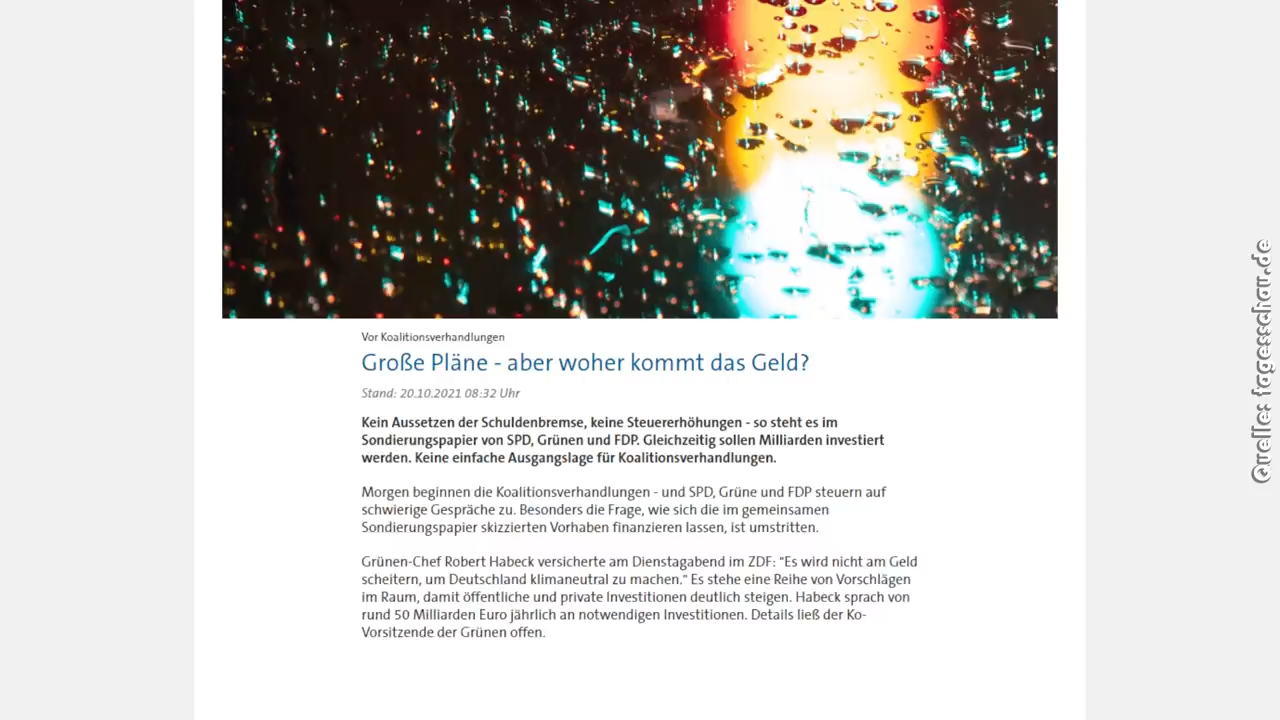 Vor Koalitionsverhandlungen
Große Pläne - aber woher kommt das Geld?
Stand: 20.10.2021 08:32 Uhr
Kein Aussetzen der Schuldenbremse, keine Steuererhöhungen - so steht es im
Sondierungspapier von SPD, Grünen und FDP. Gleichzeitig sollen Milliarden investiert
werden. Keine einfache Ausgangslage für Koalitionsverhandlungen.
Morgen beginnen die Koalitionsverhandlungen - und SPD, Grüne und FDP steuern auf
schwierige Gespräche zu. Besonders die Frage, wie sich die im gemeinsamen
Sondierungspapier skizzierten Vorhaben finanzieren lassen, ist umstritten.
Grünen-Chef Robert Habeck versicherte am Dienstagabend im ZDF: "Es wird nicht am Geld
scheitern, um Deutschland klimaneutral zu machen." Es stehe eine Reihe von Vorschlägen
im Raum, damit öffentliche und private Investitionen deutlich steigen. Habeck sprach von
rund 50 Milliarden Euro jährlich an notwendigen Investitionen. Details ließ der Ko-
Vorsitzende der Grünen offen.
Quelle: tagesschau.de